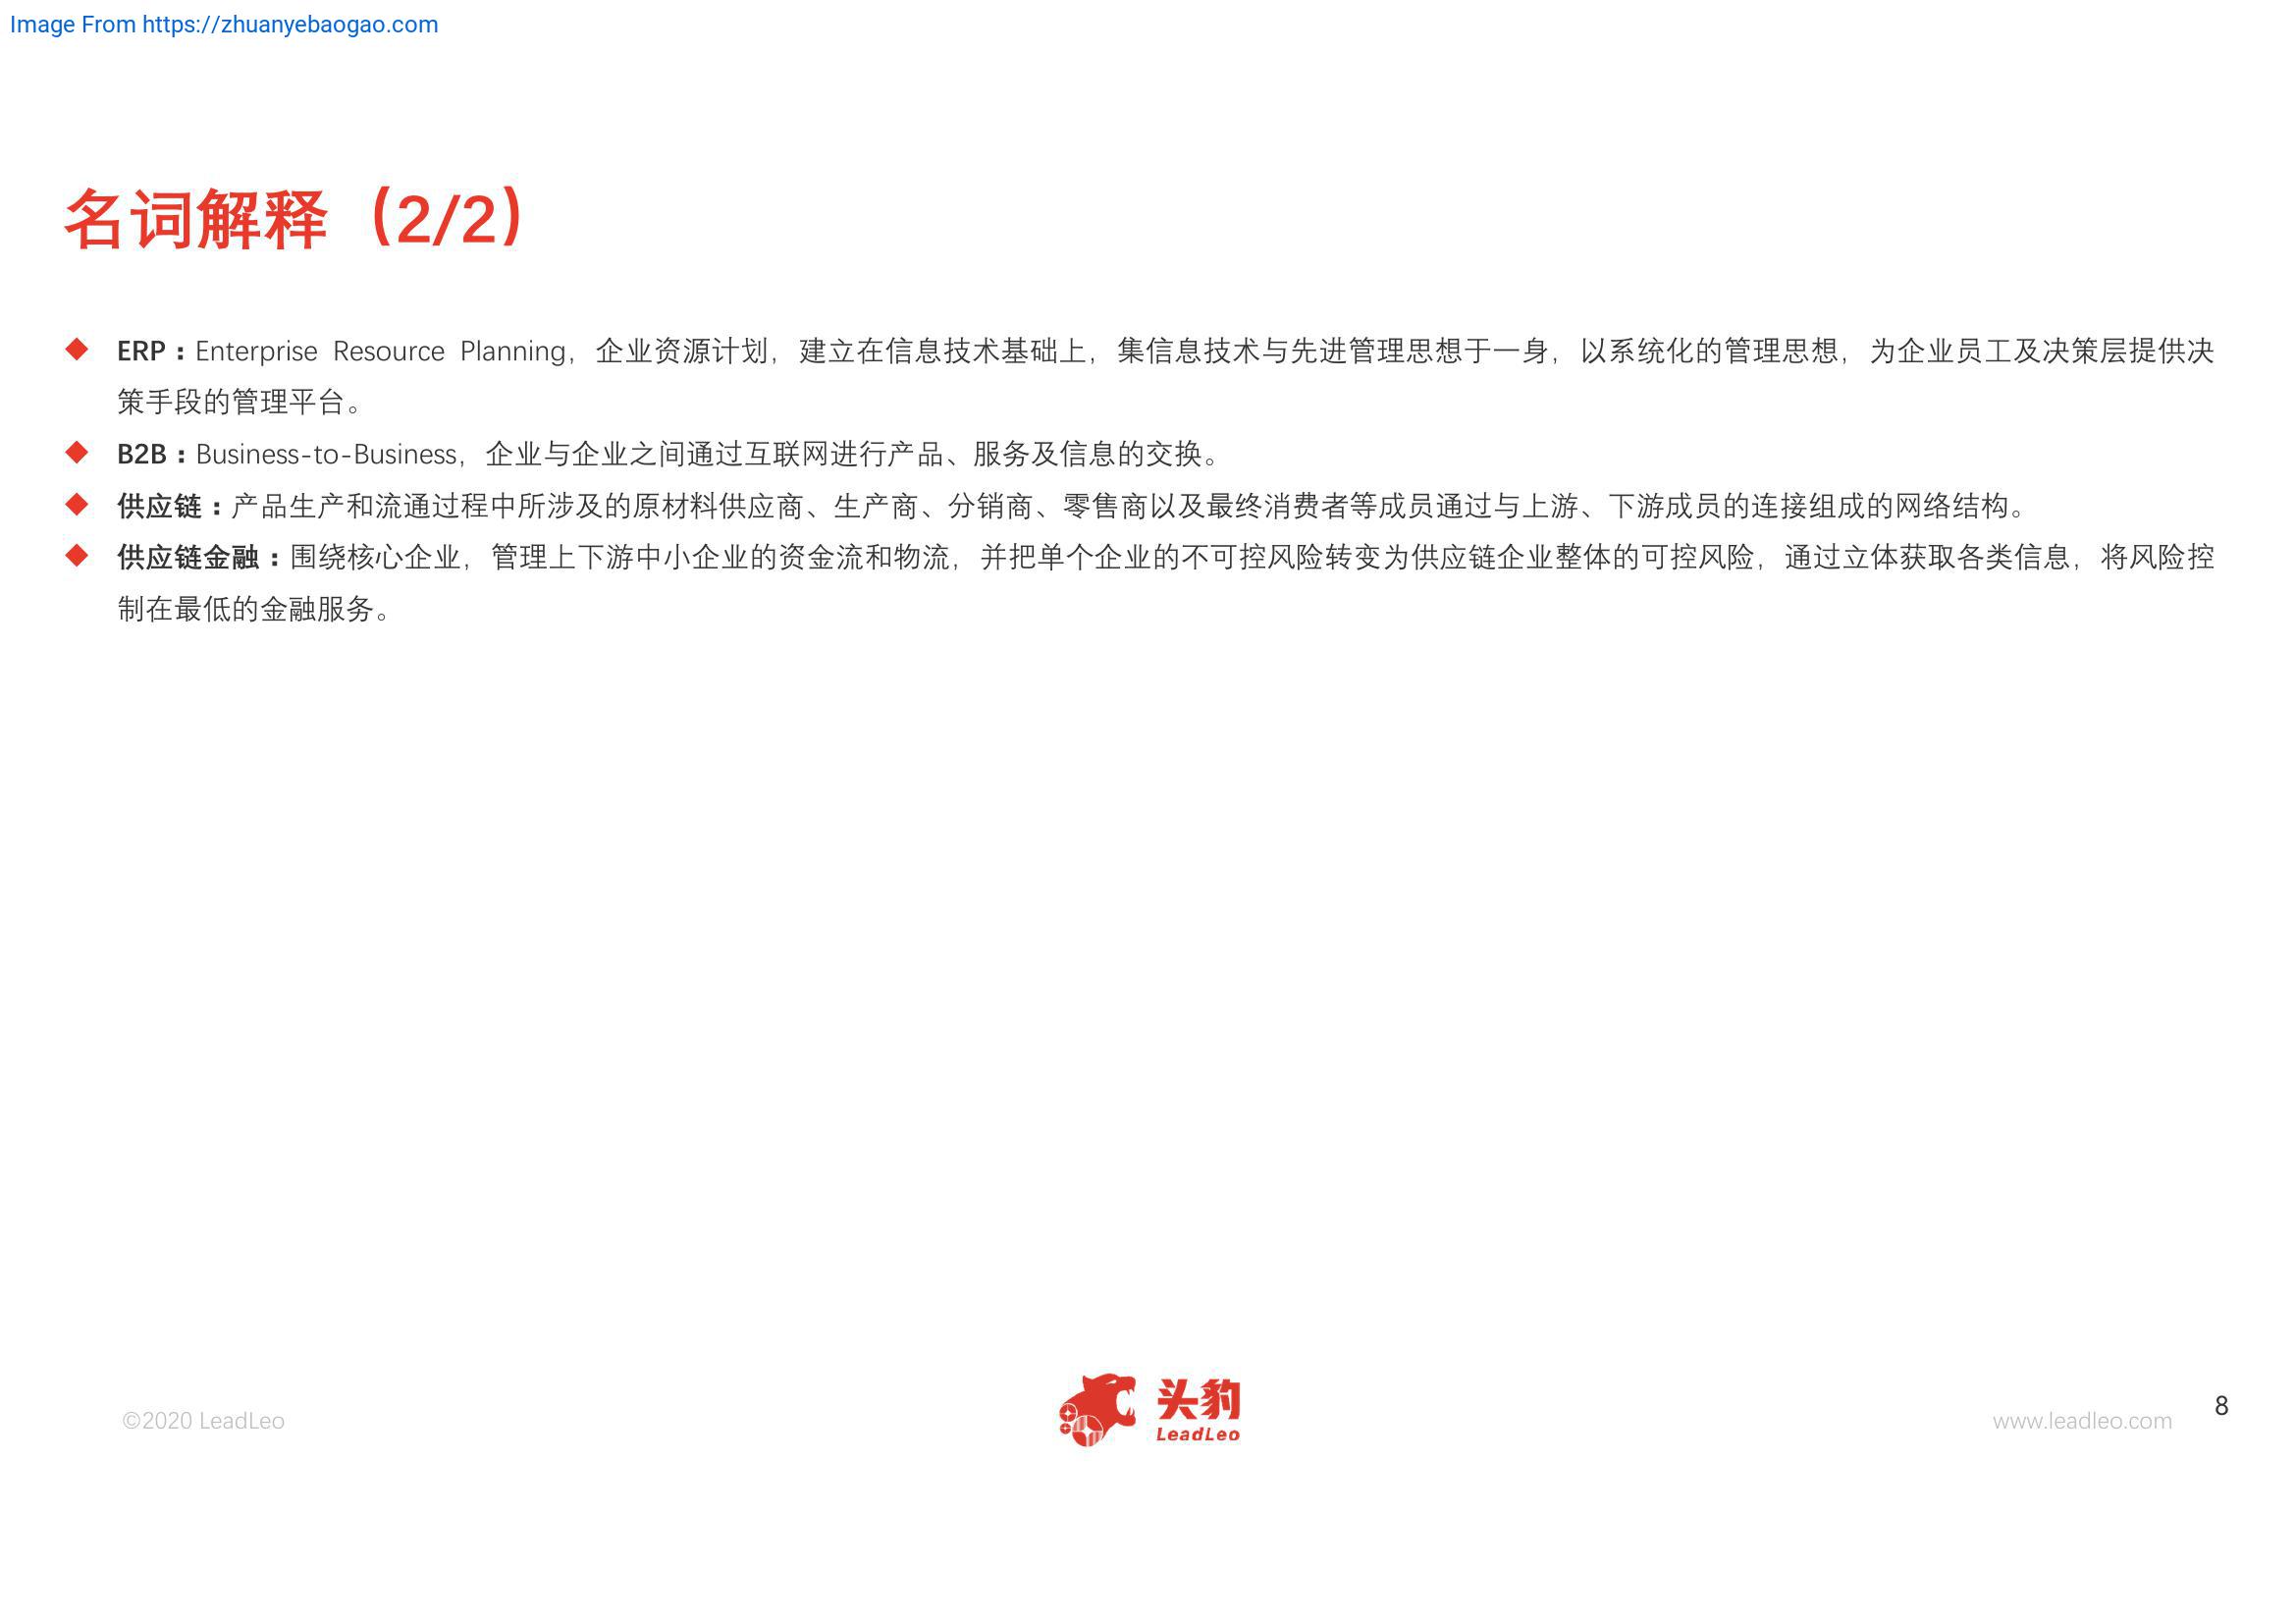 Image From https://zhuanyebaogao.com
名词解释（2/2）
ERP：Enterprise Resource Planning，企业资源计划，建立在信息技术基础上，集信息技术与先进管理思想于一身，以系统化的管理思想，为企业员工及决策层提供决
策手段的管理平台。
B2B：Business-to-Business，企业与企业之间通过互联网进行产品、服务及信息的交换。
供应链：产品生产和流通过程中所涉及的原材料供应商、生产商、分销商、零售商以及最终消费者等成员通过与上游、下游成员的连接组成的网络结构。
供应链金融：围绕核心企业，管理上下游中小企业的资金流和物流，并把单个企业的不可控风险转变为供应链企业整体的可控风险，通过立体获取各类信息，将风险控
制在最低的金融服务。
©2020 LeadLeo
头豹
LeadLeo
www.leadleo.com
8